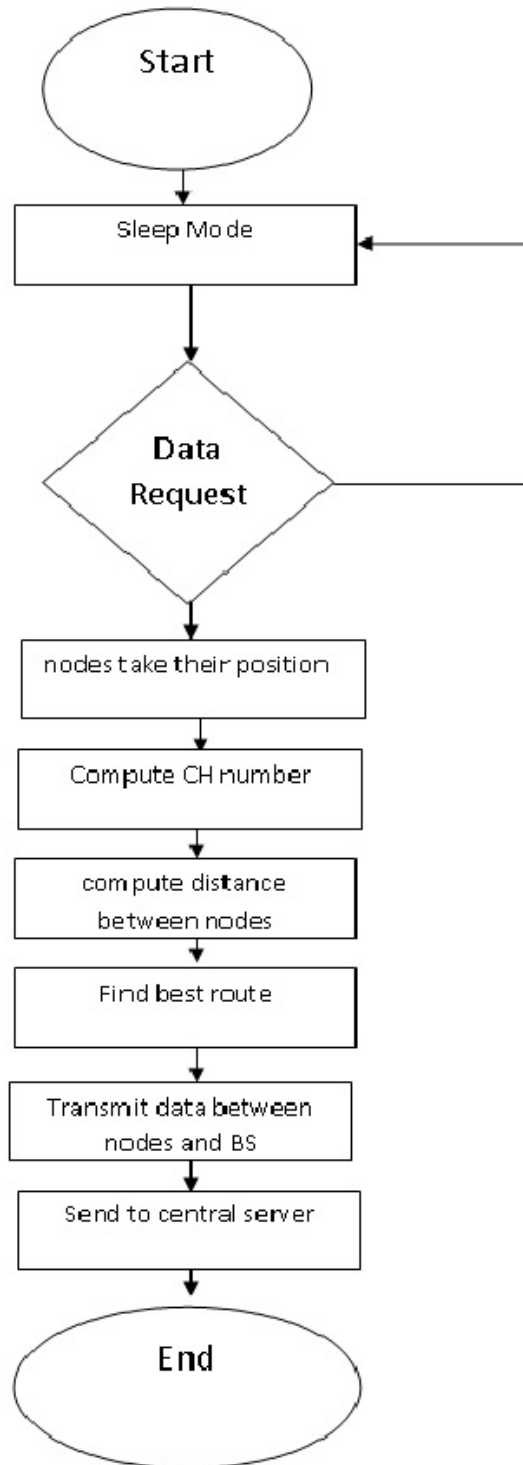 Start
Sleep Mode
Data
Request
nodes take their position
Compute CH number
compute distance
between nodes
Find best route
Transmit data between
nodes and BS
Send to central server
End